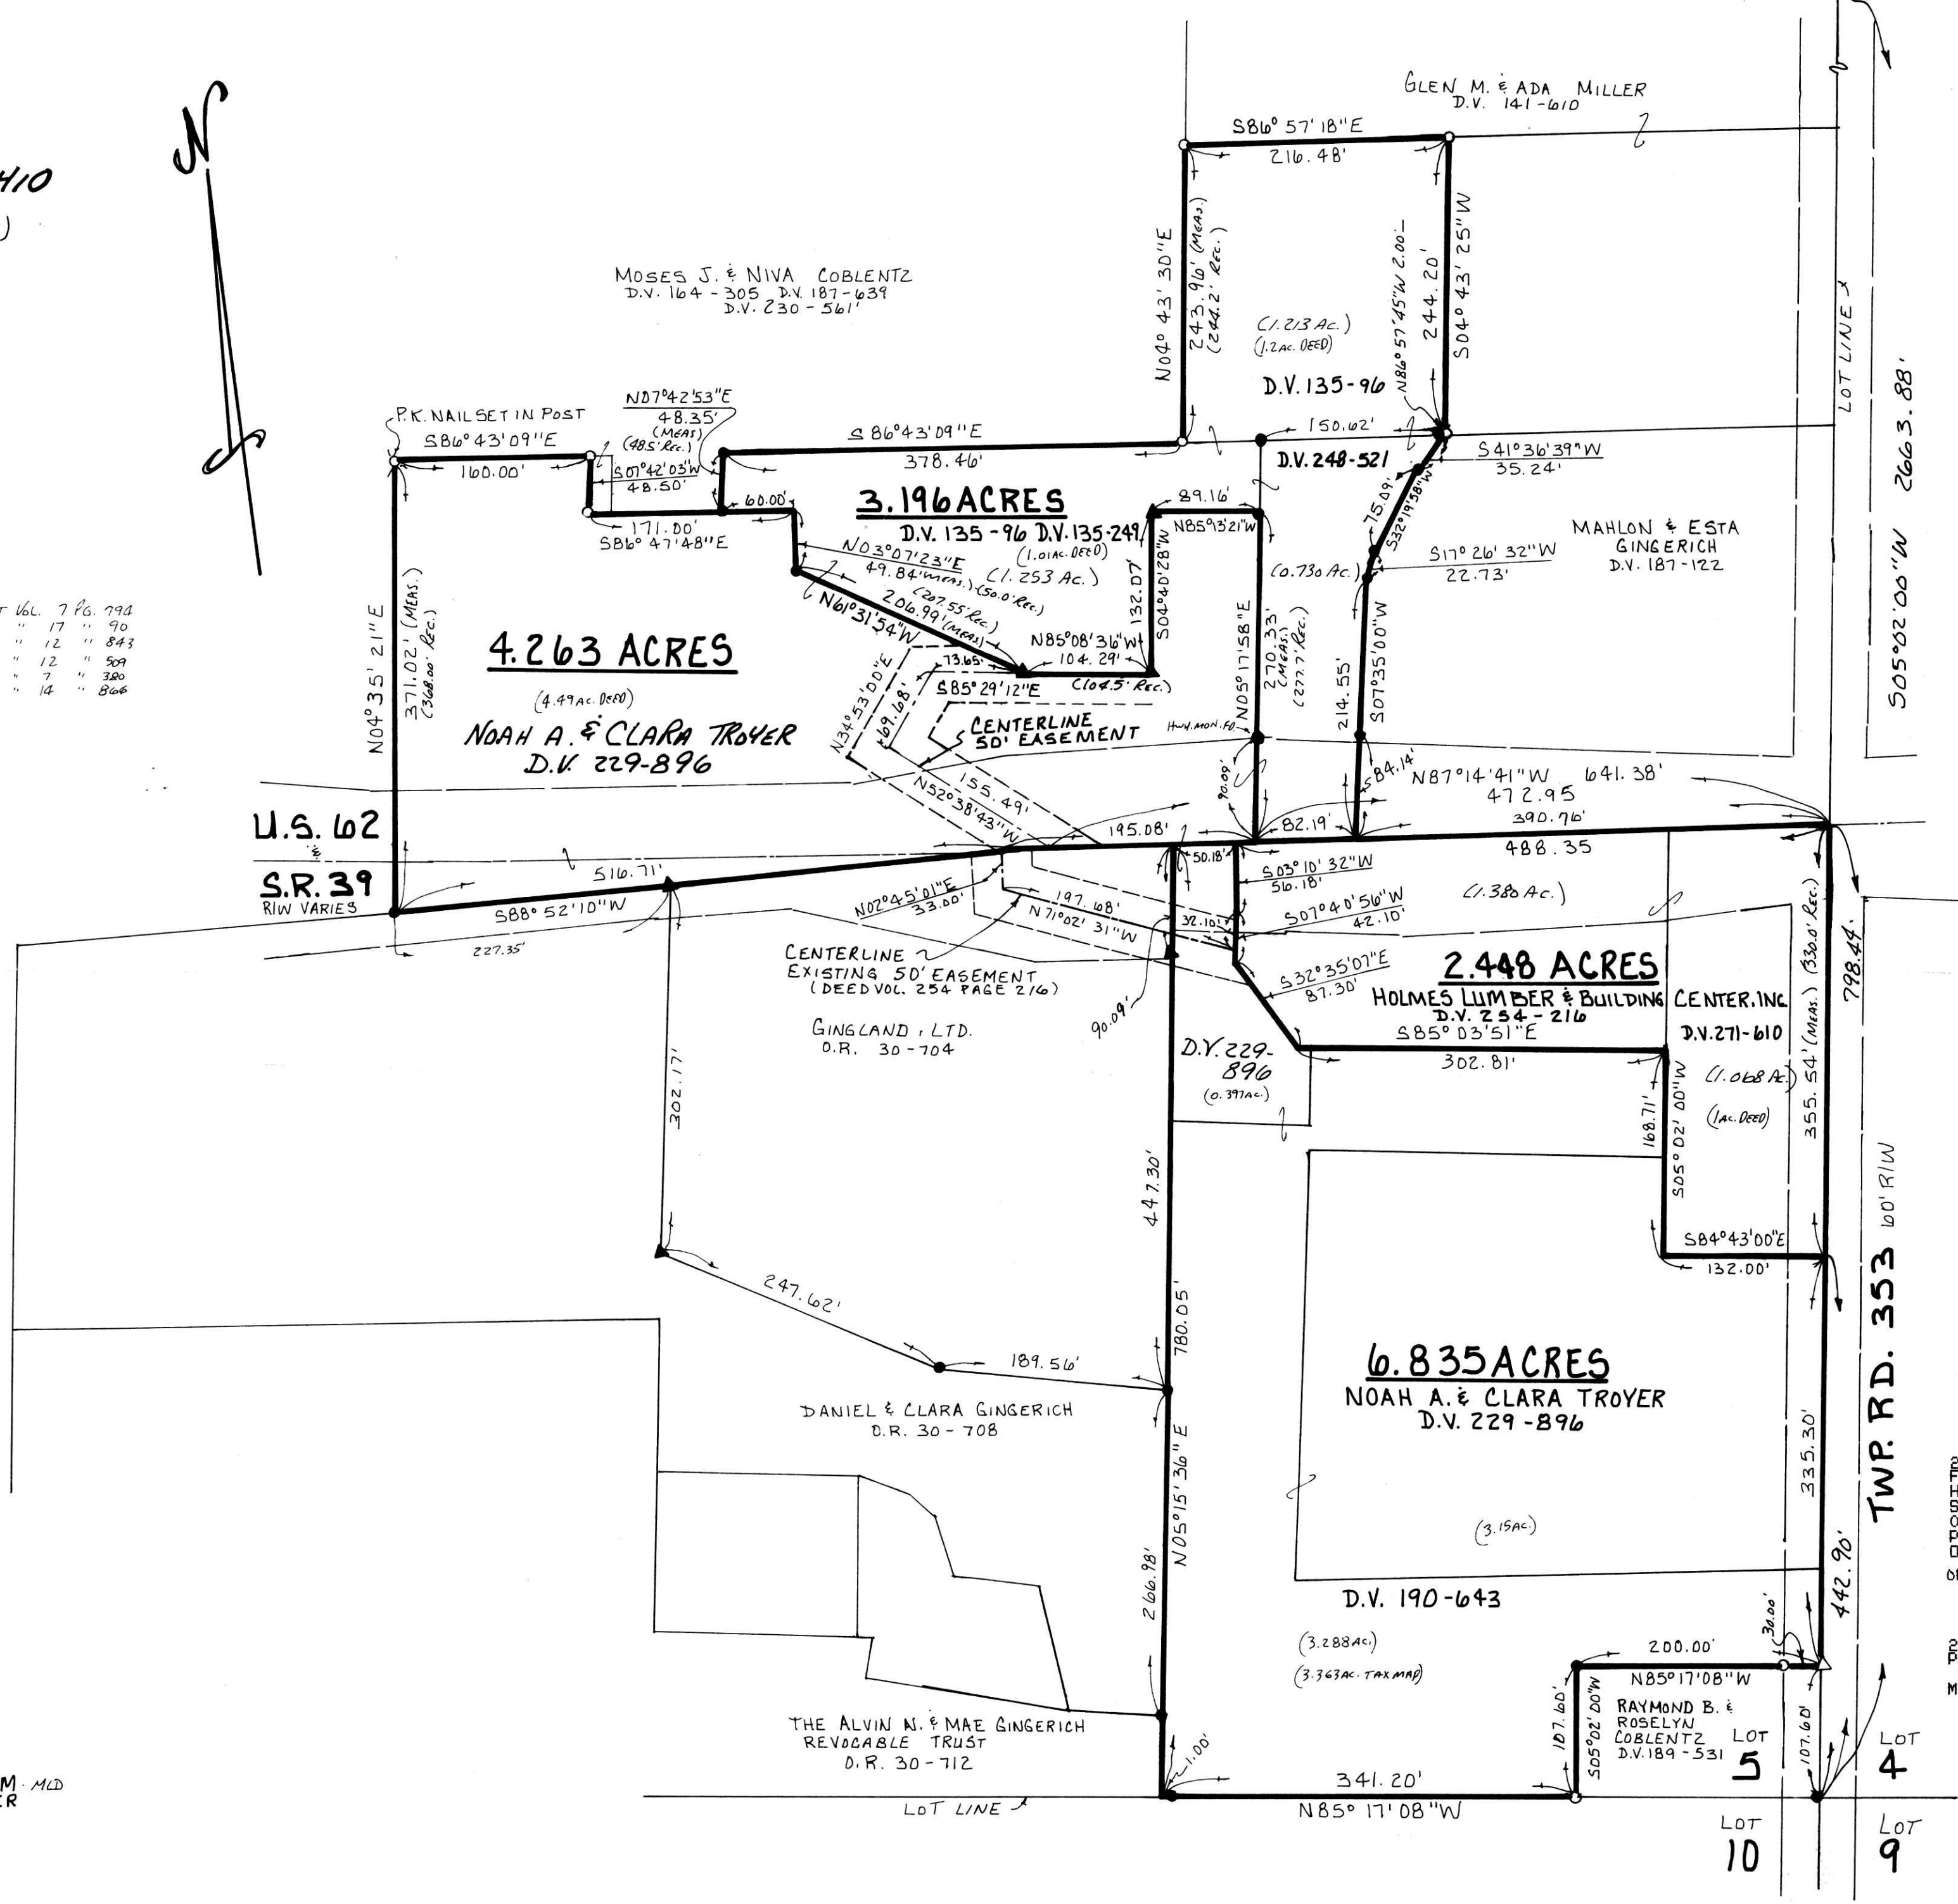 N
410
)
GLEN M. & ADA MILLER
D.V. 141-610
S86° 57' 18"E
216.48'
N04° 43' 30"E
243.96' (MEAS.)
(244.2' REC.)
N86° 57' 45"W 2.00'
244.20'
S04° 43' 25"W
LOT LINE
S05°02'00"W 2663.88'
MOSES J. & NIVA COBLENTZ
D.V. 164-305 D.V. 187-639
D.V. 230-561
(1.213 AC.)
(1.2 AC. DEED)
D.V. 135-96
P.K. NAIL SET IN POST
S86°43'09"E
160.00'
N07°42'53"E
48.35'
(MEAS)
(48.5' REC.)
S07°42'03"W
48.50'
171.00'
S86°47'48"E
60.00'
S86°43'09"E
378.46'
150.62'
D.V. 248-521
S41°36'39"W
35.24'
75.09'
S32°19'58"W
S17°26'32"W
22.73'
MAHLON & ESTA
GINGERICH
D.V. 187-122
3.196 ACRES
D.V. 135-96 D.V. 135-249
(1.01 AC. DEED)
(1.253 AC.)
89.16'
N85°13'21"W
N03°07'23"E
49.84' (MEAS.) (50.0' REC.)
(207.55' REC.)
206.99' (MEAS)
N61°31'54"W
132.07'
S04°40'28"W
N85°08'36"W
104.29'
(104.5' REC.)
(0.730 AC.)
N05°17'58"E
270.33'
(MEAS.)
(277.7' REC.)
214.55'
S07°35'00"W
N04°35'21"E
371.02' (MEAS.)
(368.00' REC.)
4.263 ACRES
(4.49 AC. DEED)
NOAH A. & CLARA TROYER
D.V. 229-896
73.65'
S85°29'12"E
N34°53'00"E
69.68'
CENTERLINE
50' EASEMENT
HWY. MON. FD.
155.49'
N52°38'43"W
VOL. 7 PG. 794
" 17 " 90
" 12 " 843
" 12 " 509
" 7 " 380
" 14 " 866
U.S. 62
&
S.R. 39
R/W VARIES
516.71'
S88°52'10"W
227.35'
195.08'
90.09'
82.19'
84.14'
N87°14'41"W 641.38'
472.95
390.76'
488.35
50.18'
S03°10'32"W
56.18'
S07°40'56"W
42.10'
(1.380 AC.)
N02°45'01"E
33.00'
197.68'
N71°02'31"W
32.10'
CENTERLINE
EXISTING 50' EASEMENT
(DEED VOL. 254 PAGE 216)
90.09'
S32°35'07"E
87.30'
2.448 ACRES
HOLMES LUMBER & BUILDING CENTER, INC.
D.V. 254-216
D.V. 271-610
S85°03'51"E
302.81'
(1.068 AC.)
(1 AC. DEED)
355.54' (MEAS.) (330.0' REC.)
798.44'
GINGLAND, LTD.
O.R. 30-704
D.V. 229-
896
(0.397 AC.)
302.17'
168.71'
S05°02'00"W
S84°43'00"E
132.00'
447.30'
780.05'
N05°15'36"E
247.62'
189.56'
DANIEL & CLARA GINGERICH
O.R. 30-708
6.835 ACRES
NOAH A. & CLARA TROYER
D.V. 229-896
335.30'
TWP. RD. 353 60' R/W
442.90'
266.98'
(3.15 AC.)
D.V. 190-643
(3.288 AC.)
(3.363 AC. TAX MAP)
200.00'
30.00'
N85°17'08"W
107.60'
S05°02'00"W
RAYMOND B. &
ROSELYN
COBLENTZ
D.V. 189-531
LOT
5
107.60'
LOT
4
THE ALVIN N. & MAE GINGERICH
REVOCABLE TRUST
O.R. 30-712
1.00'
341.20'
N85°17'08"W
LOT LINE
LOT
10
LOT
9
M. MLD
ER